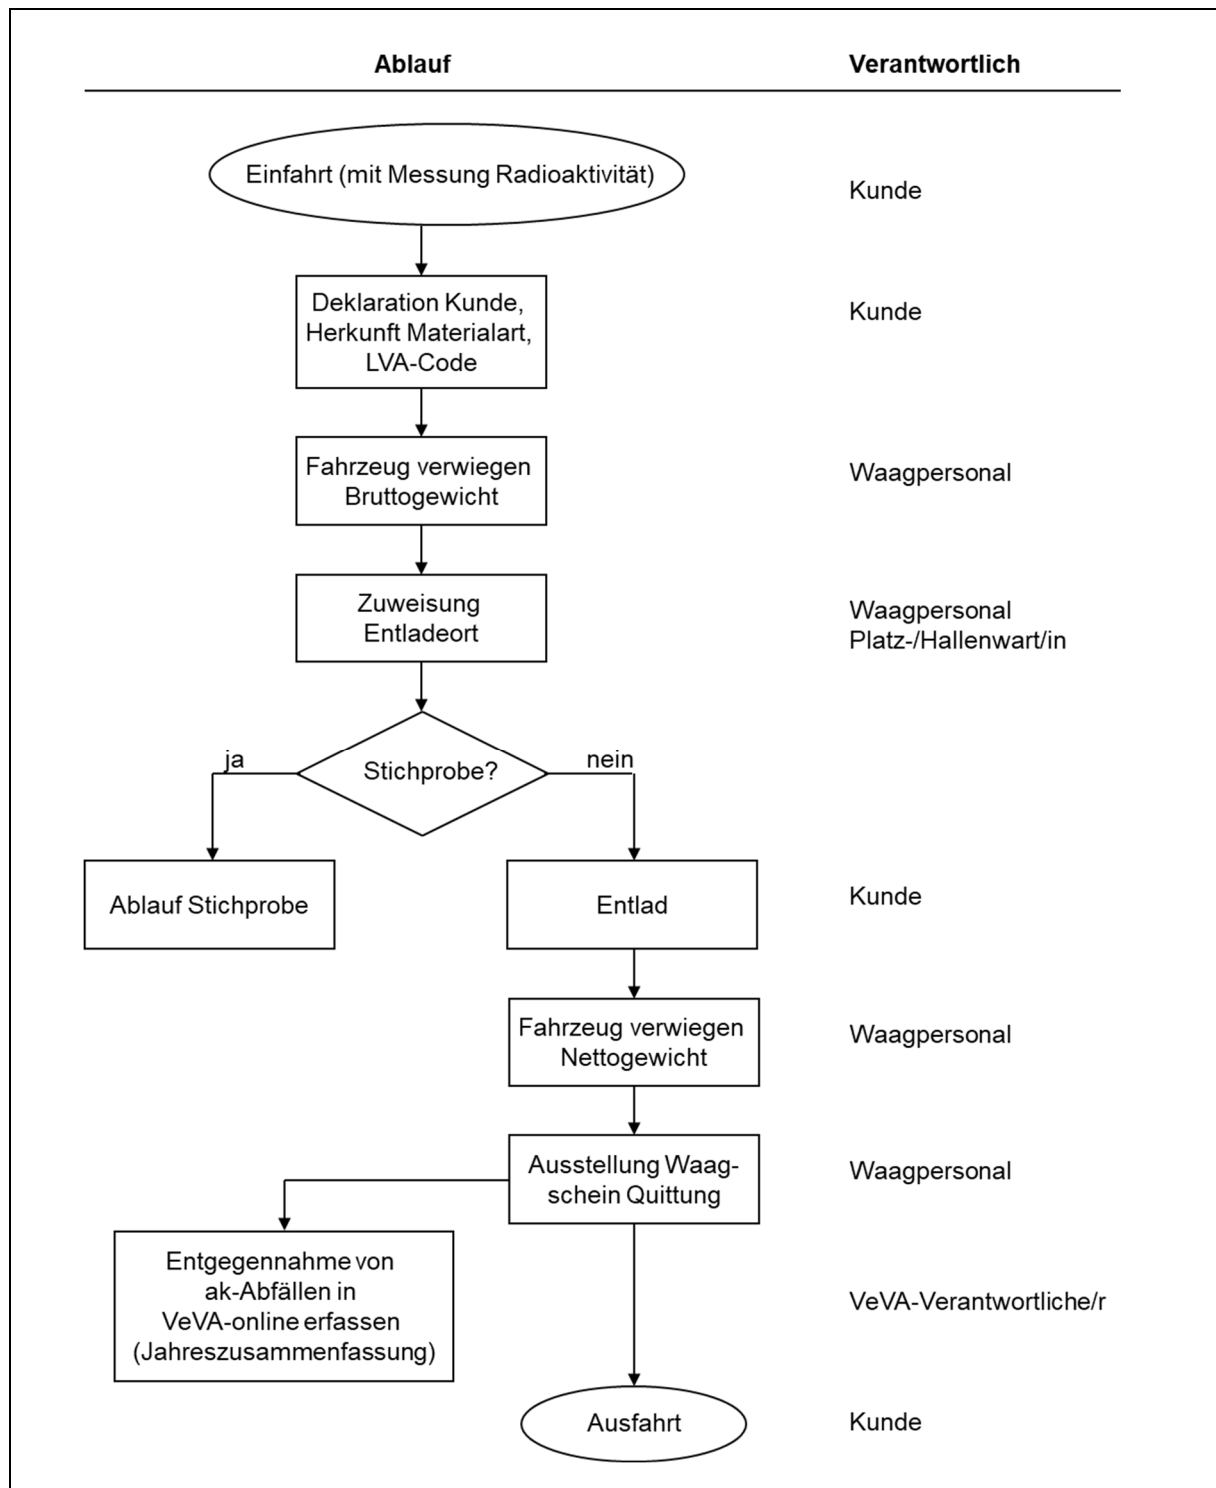 Ablauf
Verantwortlich
Einfahrt (mit Messung Radioaktivität)
Kunde
Deklaration Kunde,
Herkunft Materialart,
LVA-Code
Kunde
Fahrzeug verwiegen
Bruttogewicht
Waagpersonal
Zuweisung
Entladeort
Waagpersonal
Platz-/Hallenwart/in
ja
Stichprobe?
nein
Ablauf Stichprobe
Entlad
Kunde
Fahrzeug verwiegen
Nettogewicht
Waagpersonal
Ausstellung Waag-
schein Quittung
Waagpersonal
Entgegennahme von
ak-Abfällen in
VeVA-online erfassen
(Jahreszusammenfassung)
VeVA-Verantwortliche/r
Ausfahrt
Kunde